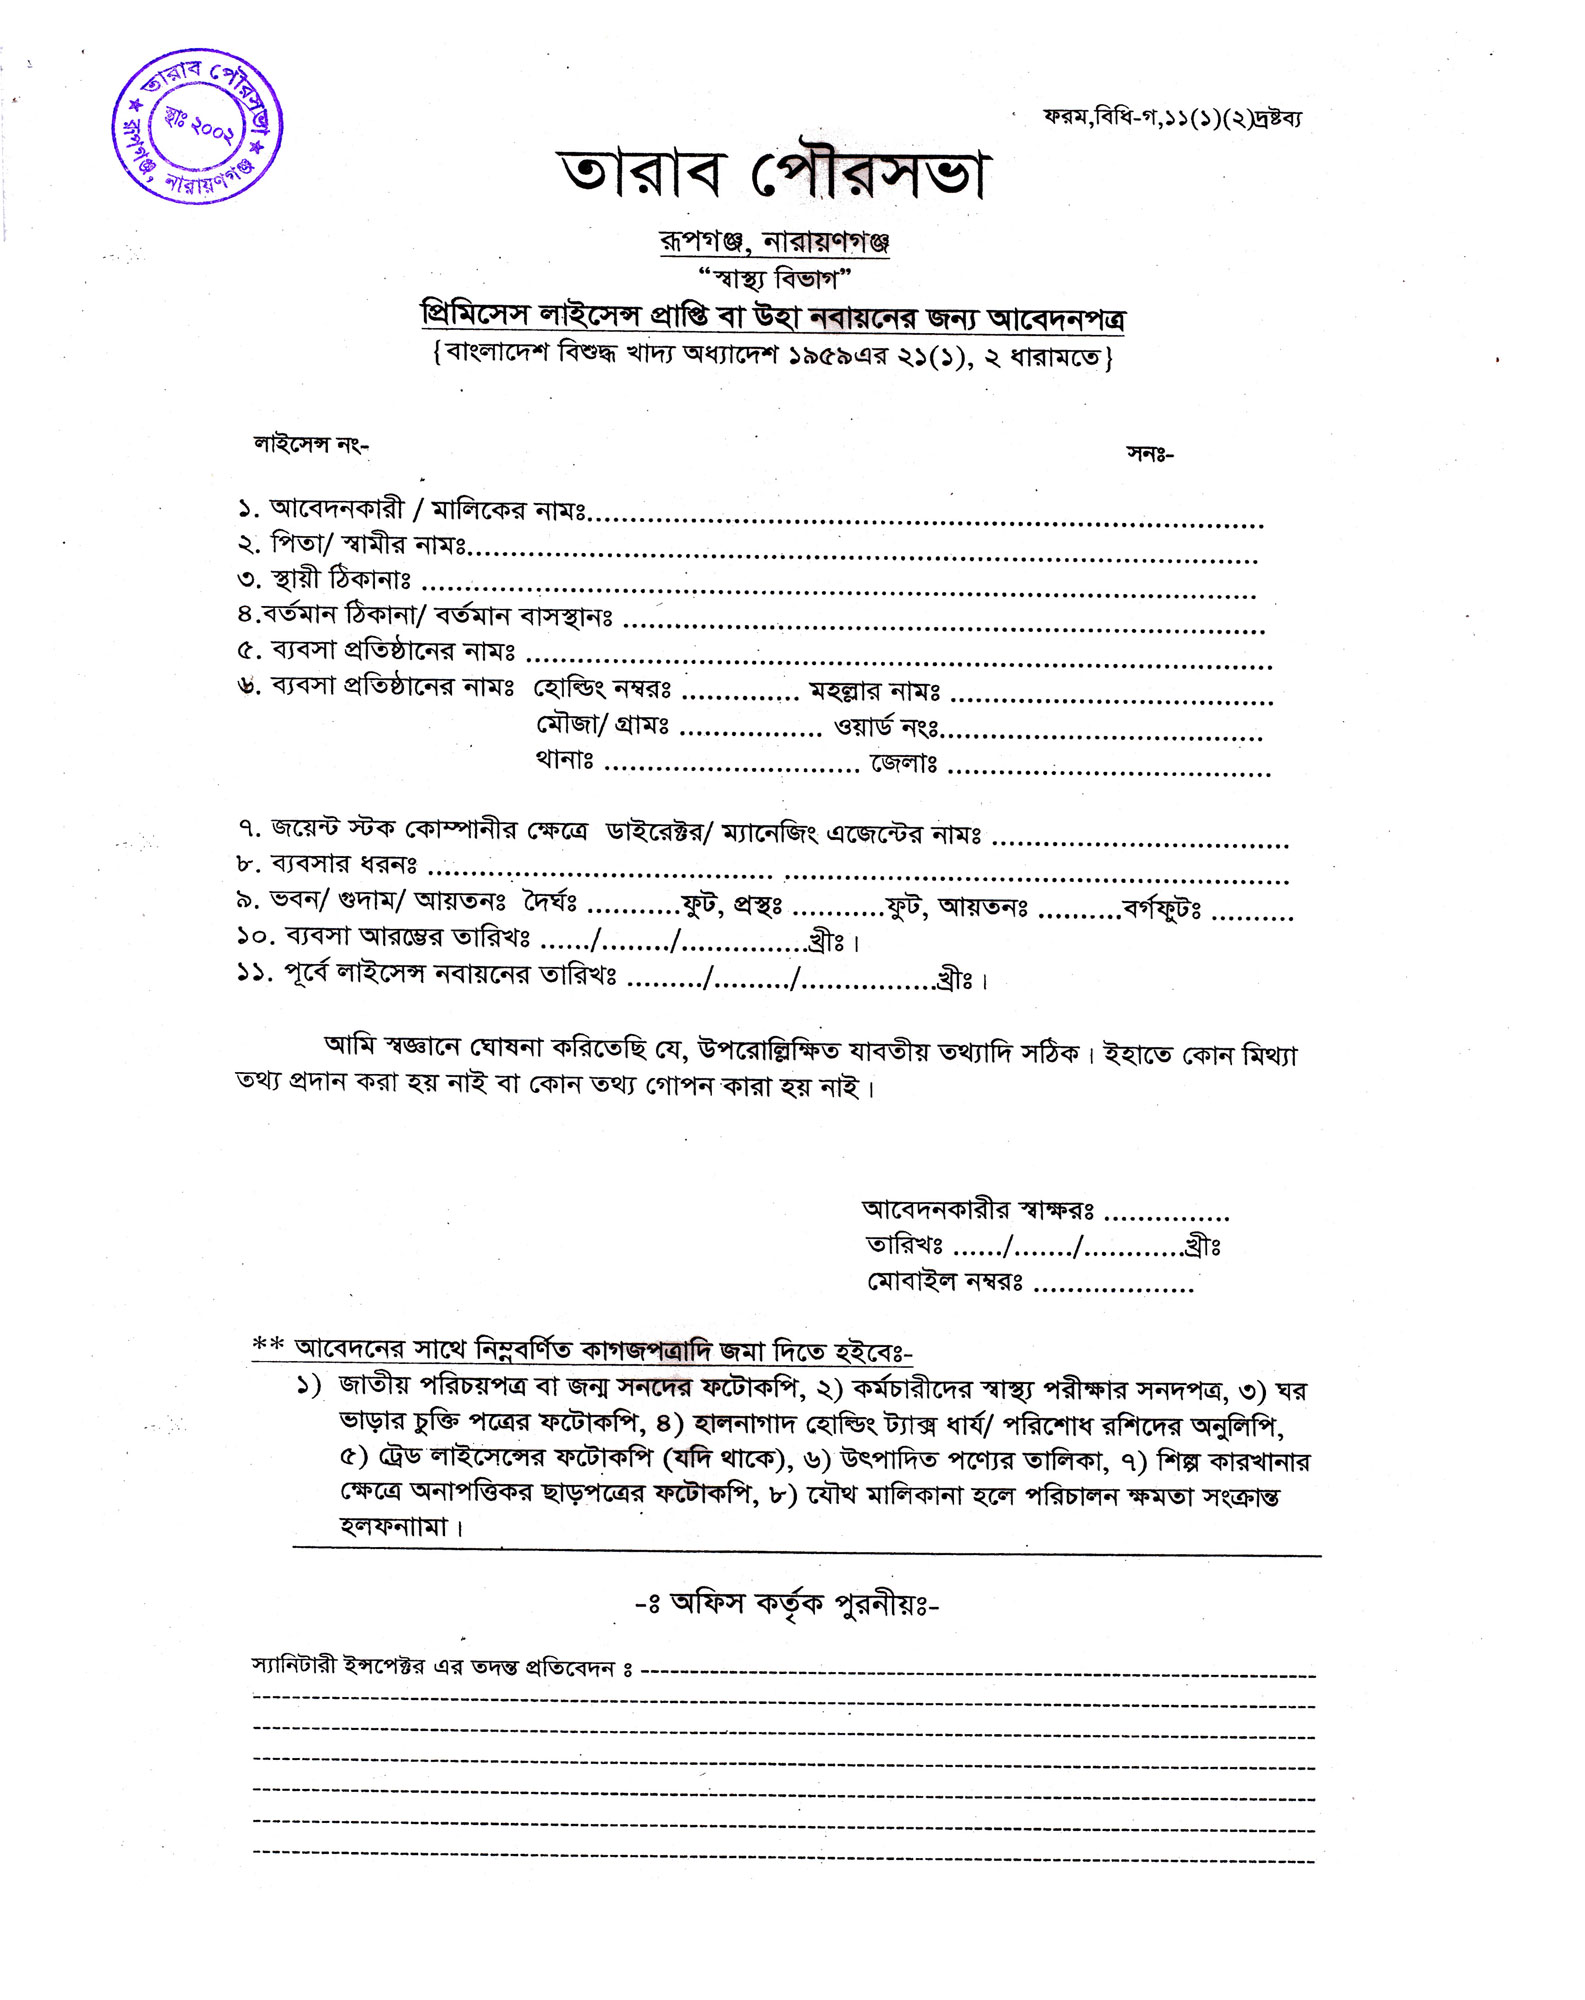 তারাব পৌরসভা
স্থাঃ ২০০২
রূপগঞ্জ, নারায়ণগঞ্জ
ফরম,বিধি-গ,১১(১)(২)দ্রষ্টব্য
তারাব পৌরসভা
রূপগঞ্জ, নারায়ণগঞ্জ
“স্বাস্থ্য বিভাগ”
প্রিমিসেস লাইসেন্স প্রাপ্তি বা উহা নবায়নের জন্য আবেদনপত্র
{বাংলাদেশ বিশুদ্ধ খাদ্য অধ্যাদেশ ১৯৫৯এর ২১(১), ২ ধারামতে}
লাইসেন্স নং- সনঃ-
১. আবেদনকারী / মালিকের নামঃ..........
২. পিতা/ স্বামীর নামঃ..........
৩. স্থায়ী ঠিকানাঃ ..........
৪.বর্তমান ঠিকানা/ বর্তমান বাসস্থানঃ ..........
৫. ব্যবসা প্রতিষ্ঠানের নামঃ ..........
৬. ব্যবসা প্রতিষ্ঠানের নামঃ হোল্ডিং নম্বরঃ .............. মহল্লার নামঃ ..........
মৌজা/ গ্রামঃ ................. ওয়ার্ড নংঃ..........
থানাঃ .............................. জেলাঃ ..........
৭. জয়েন্ট স্টক কোম্পানীর ক্ষেত্রে ডাইরেক্টর/ ম্যানেজিং এজেন্টের নামঃ ..........
৮. ব্যবসার ধরনঃ ..........
৯. ভবন/ গুদাম/ আয়তনঃ দৈর্ঘঃ ...........ফুট, প্রস্থঃ ...........ফুট, আয়তনঃ ..........বর্গফুটঃ ..........
১০. ব্যবসা আরম্ভের তারিখঃ ....../......../...............খ্রীঃ।
১১. পূর্বে লাইসেন্স নবায়নের তারিখঃ ........./........./................খ্রীঃ।
আমি স্বজ্ঞানে ঘোষনা করিতেছি যে, উপরোল্লিক্ষিত যাবতীয় তথ্যাদি সঠিক। ইহাতে কোন মিথ্যা
তথ্য প্রদান করা হয় নাই বা কোন তথ্য গোপন কারা হয় নাই।
আবেদনকারীর স্বাক্ষরঃ ...............
তারিখঃ ....../......./............খ্রীঃ
মোবাইল নম্বরঃ ...................
** আবেদনের সাথে নিম্নবর্ণিত কাগজপত্রাদি জমা দিতে হইবেঃ-
১) জাতীয় পরিচয়পত্র বা জন্ম সনদের ফটোকপি, ২) কর্মচারীদের স্বাস্থ্য পরীক্ষার সনদপত্র, ৩) ঘর
ভাড়ার চুক্তি পত্রের ফটোকপি, ৪) হালনাগাদ হোল্ডিং ট্যাক্স ধার্য/ পরিশোধ রশিদের অনুলিপি,
৫) ট্রেড লাইসেন্সের ফটোকপি (যদি থাকে), ৬) উৎপাদিত পণ্যের তালিকা, ৭) শিল্প কারখানার
ক্ষেত্রে অনাপত্তিকর ছাড়পত্রের ফটোকপি, ৮) যৌথ মালিকানা হলে পরিচালন ক্ষমতা সংক্রান্ত
হলফনাামা।
-ঃ অফিস কর্তৃক পুরনীয়ঃ-
স্যানিটারী ইন্সপেক্টর এর তদন্ত প্রতিবেদন ঃ ----------